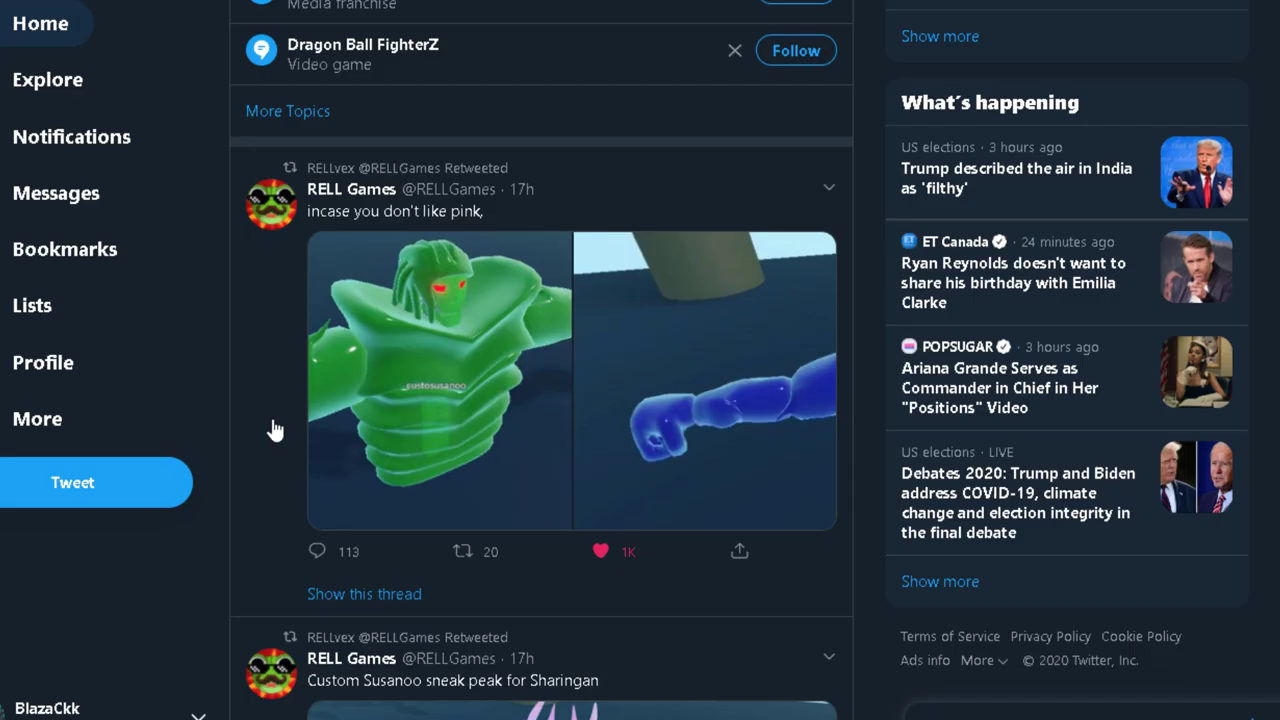 Home
Explore
Notifications
Messages
Bookmarks
Lists
Profile
More
Tweet
BlazaCkk
Media franchise
Dragon Ball FighterZ
Video game
Follow
More Topics
RELLvex @RELLGames Retweeted
RELL Games @RELLGames · 17h
incase you don't like pink,
_custosusanoo
113
20
1K
Show this thread
RELLvex @RELLGames Retweeted
RELL Games @RELLGames · 17h
Custom Susanoo sneak peak for Sharingan
Show more
What´s happening
US elections · 3 hours ago
Trump described the air in India
as 'filthy'
ET Canada · 24 minutes ago
Ryan Reynolds doesn't want to
share his birthday with Emilia
Clarke
POPSUGAR · 3 hours ago
Ariana Grande Serves as
Commander in Chief in Her
"Positions" Video
US elections · LIVE
Debates 2020: Trump and Biden
address COVID-19, climate
change and election integrity in
the final debate
Show more
Terms of Service Privacy Policy Cookie Policy
Ads info More © 2020 Twitter, Inc.